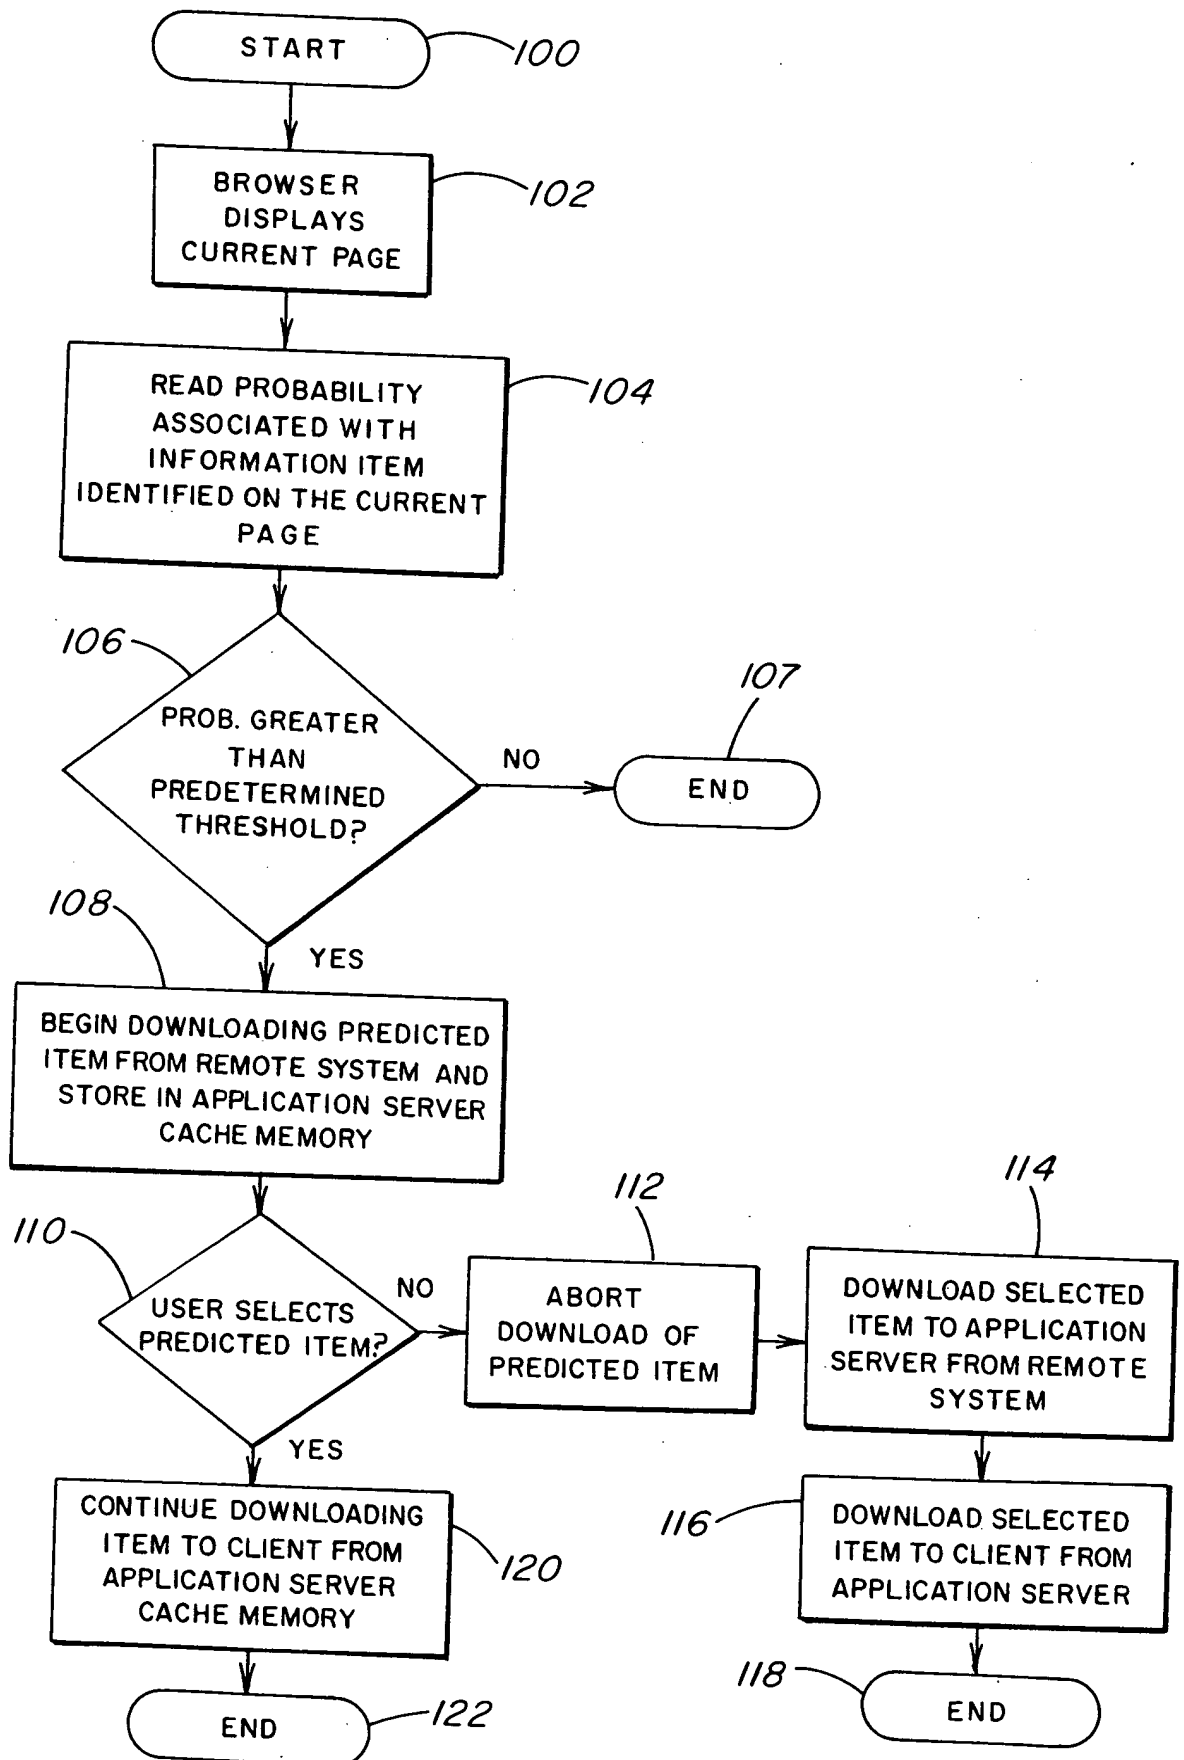 START
100
BROWSER
DISPLAYS
CURRENT PAGE
102
READ PROBABILITY
ASSOCIATED WITH
INFORMATION ITEM
IDENTIFIED ON THE CURRENT
PAGE
104
106
PROB. GREATER
THAN
PREDETERMINED
THRESHOLD?
NO
107
END
YES
108
BEGIN DOWNLOADING PREDICTED
ITEM FROM REMOTE SYSTEM AND
STORE IN APPLICATION SERVER
CACHE MEMORY
110
USER SELECTS
PREDICTED ITEM?
NO
112
ABORT
DOWNLOAD OF
PREDICTED ITEM
114
DOWNLOAD SELECTED
ITEM TO APPLICATION
SERVER FROM REMOTE
SYSTEM
YES
CONTINUE DOWNLOADING
ITEM TO CLIENT FROM
APPLICATION SERVER
CACHE MEMORY
120
116
DOWNLOAD SELECTED
ITEM TO CLIENT FROM
APPLICATION SERVER
END
122
118
END